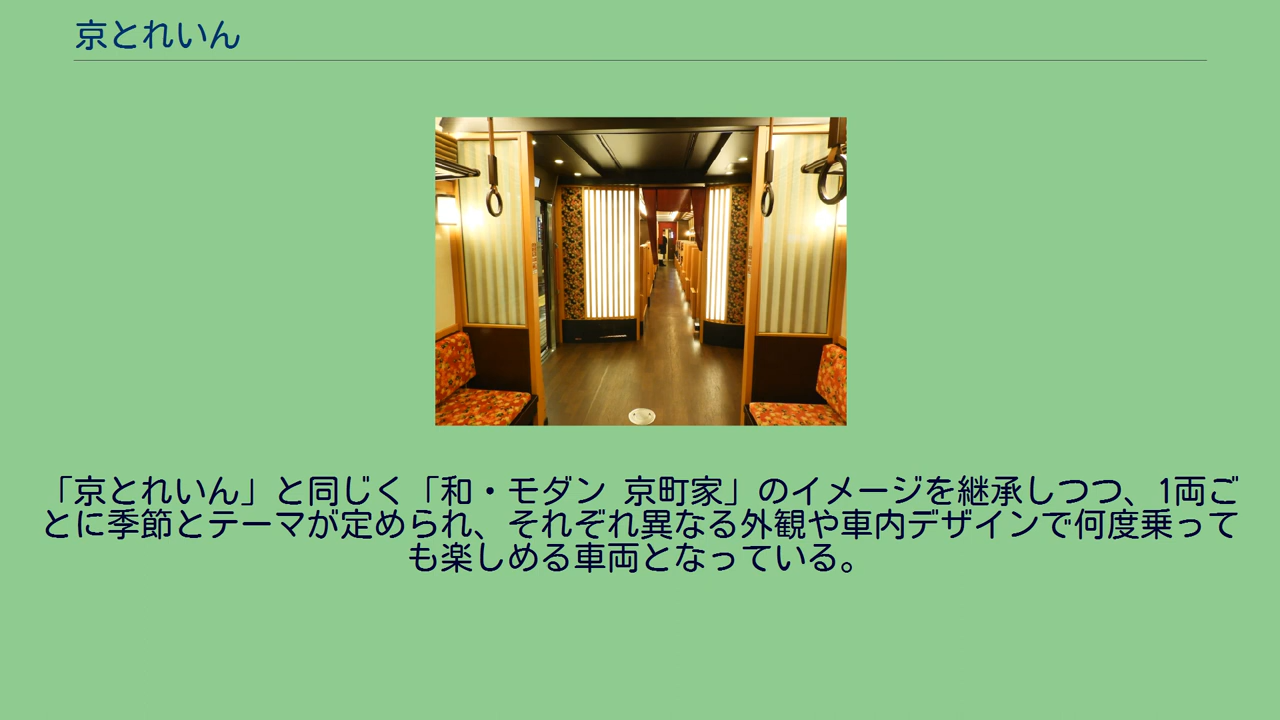 京とれいん
「京とれいん」と同じく「和・モダン 京町家」のイメージを継承しつつ、1両ご
とに季節とテーマが定められ、それぞれ異なる外観や車内デザインで何度乗って
も楽しめる車両となっている。